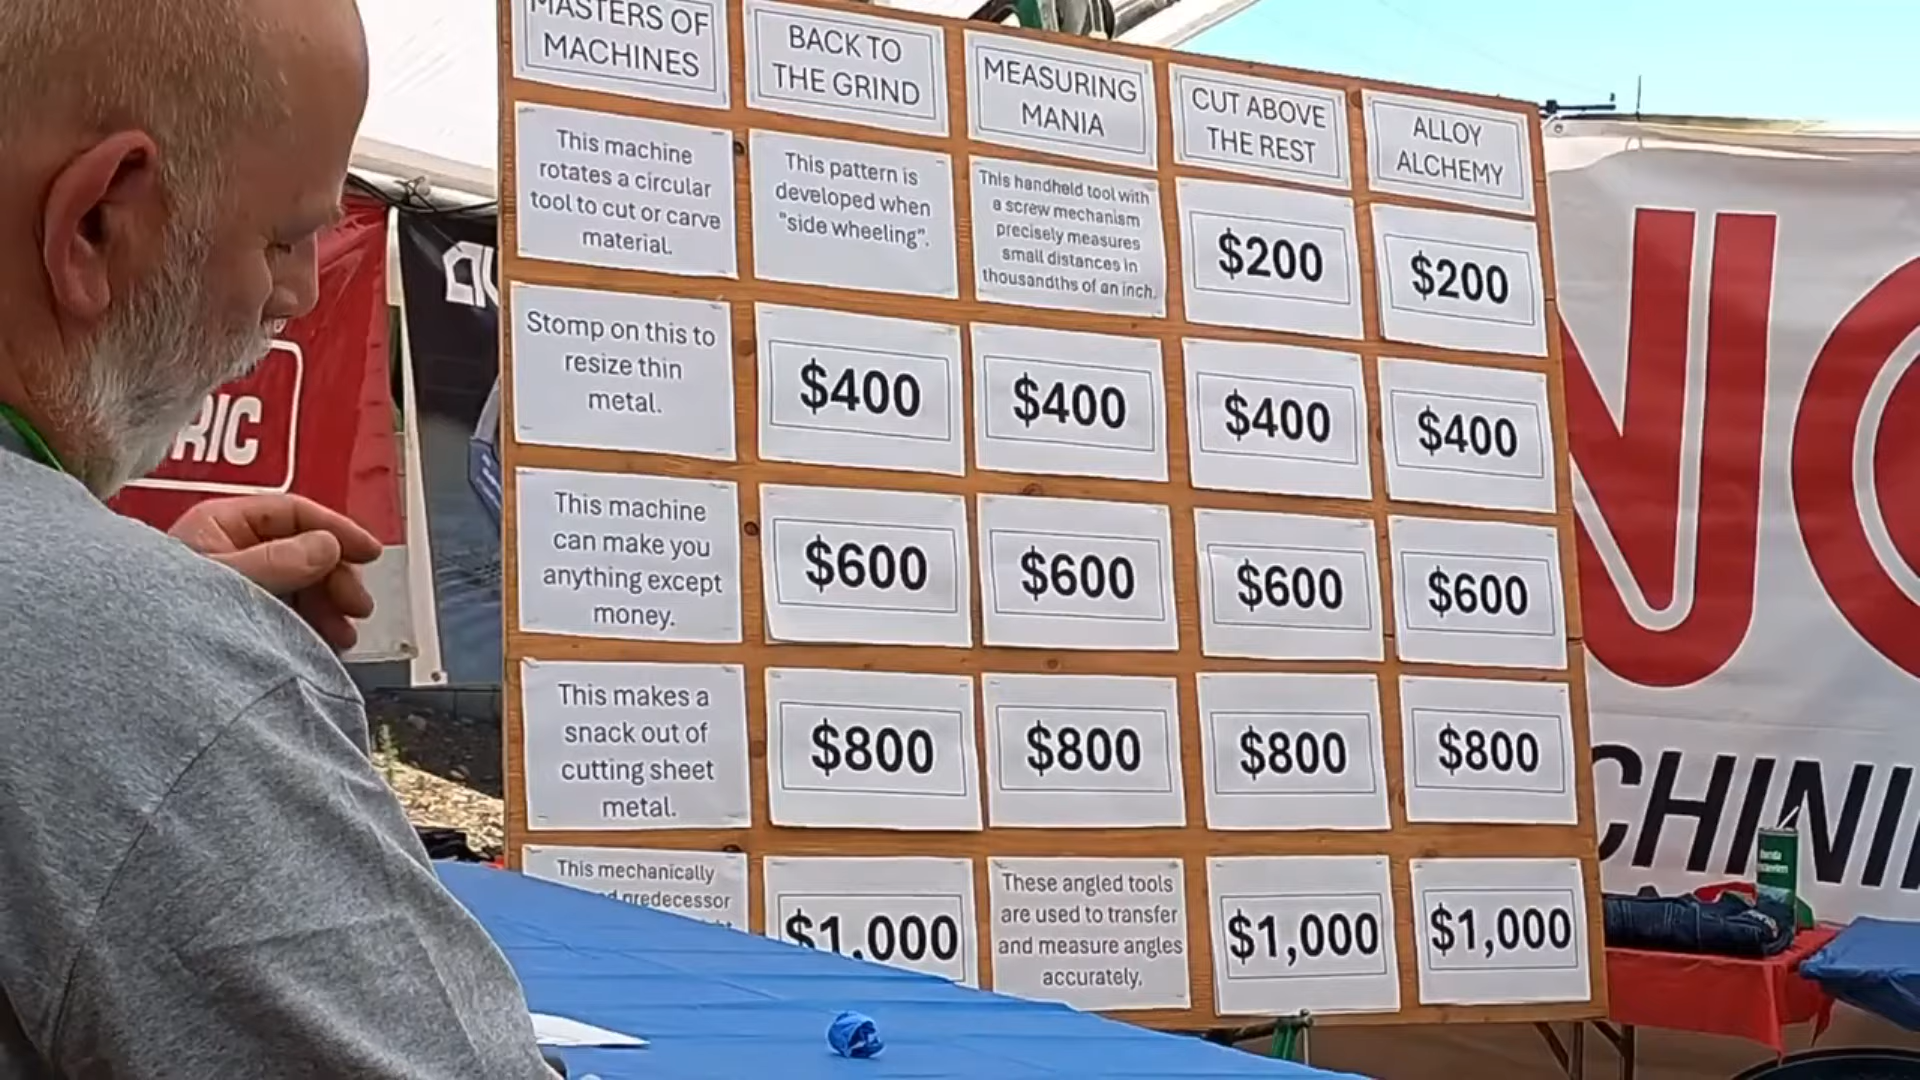 MASTERS OF
MACHINES
BACK TO
THE GRIND
MEASURING
MANIA
CUT ABOVE
THE REST
ALLOY
ALCHEMY
This machine
rotates a circular
tool to cut or carve
material.
This pattern is
developed when
"side wheeling".
This handheld tool with
a screw mechanism
precisely measures
small distances in
thousandths of an inch.
$200
$200
Stomp on this to
resize thin
metal.
$400
$400
$400
$400
This machine
can make you
anything except
money.
$600
$600
$600
$600
This makes a
snack out of
cutting sheet
metal.
$800
$800
$800
$800
This mechanically
predecessor
$1,000
These angled tools
are used to transfer
and measure angles
accurately.
$1,000
$1,000
RIC
NC
CHINI